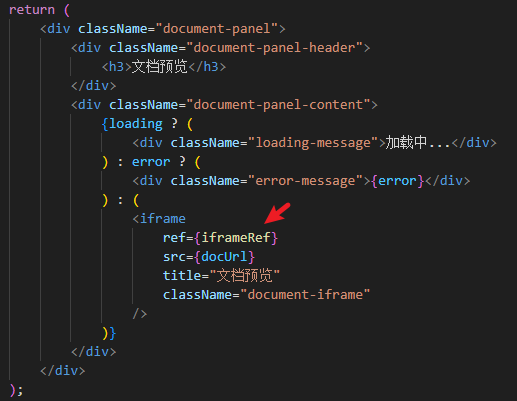 return (
<div className="document-panel">
<div className="document-panel-header">
<h3>文档预览</h3>
</div>
<div className="document-panel-content">
{loading ? (
<div className="loading-message">加载中...</div>
) : error ? (
<div className="error-message">{error}</div>
) : (
<iframe
ref={iframeRef}
src={docUrl}
title="文档预览"
className="document-iframe"
/>
)}
</div>
</div>
);